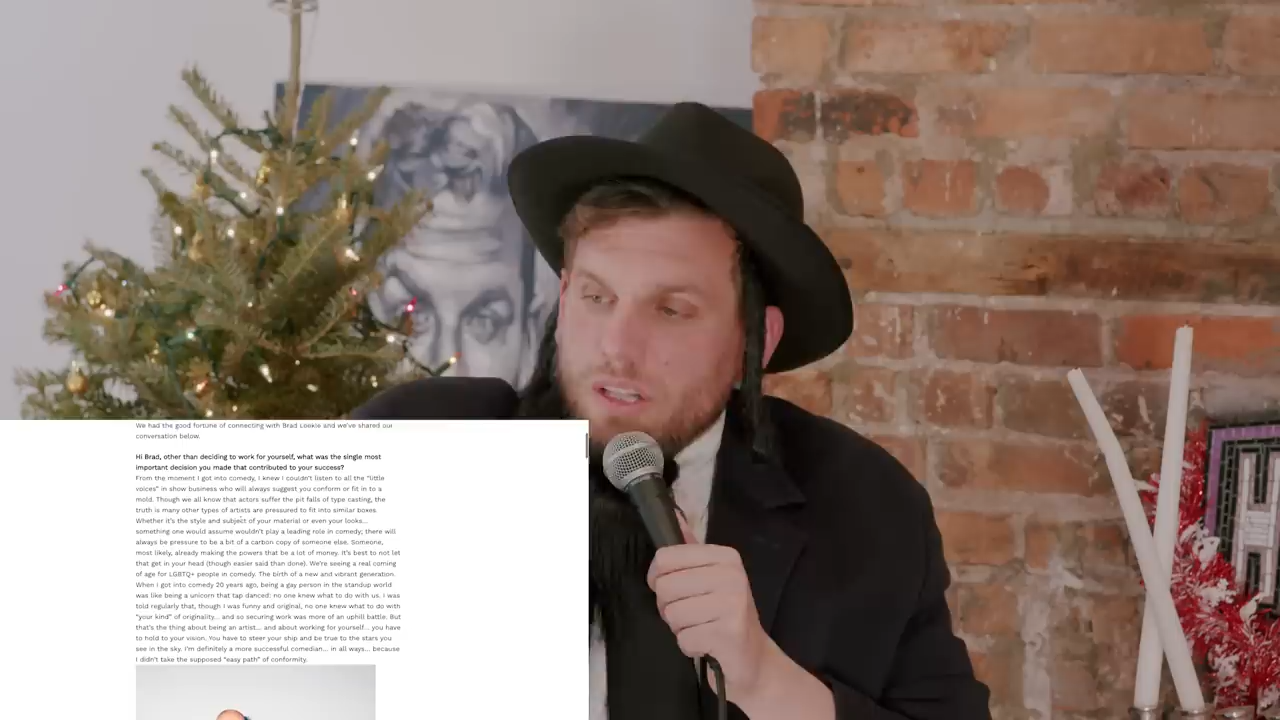 We had the good fortune of connecting with Brad Loekle and we've shared our
conversation below.
Hi Brad, other than deciding to work for yourself, what was the single most
important decision you made that contributed to your success?
From the moment I got into comedy, I knew I couldn't listen to all the "little
voices" in show business who will always suggest you conform or fit in to a
mold. Though we all know that actors suffer the pit falls of type casting, the
truth is many other types of artists are pressured to fit into similar boxes.
Whether it's the style and subject of your material or even your looks...
something one would assume wouldn't play a leading role in comedy; there will
always be pressure to be a bit of a carbon copy of someone else. Someone,
most likely, already making the powers that be a lot of money. It's best to not let
that get in your head (though easier said than done). We're seeing a real coming
of age for LGBTQ+ people in comedy. The birth of a new and vibrant generation.
When I got into comedy 20 years ago, being a gay person in the standup world
was like being a unicorn that tap danced: no one knew what to do with us. I was
told regularly that, though I was funny and original, no one knew what to do with
"your kind" of originality... and so securing work was more of an uphill battle. But
that's the thing about being an artist... and about working for yourself... you have
to hold to your vision. You have to steer your ship and be true to the stars you
see in the sky. I'm definitely a more successful comedian... in all ways... because
I didn't take the supposed "easy path" of conformity.